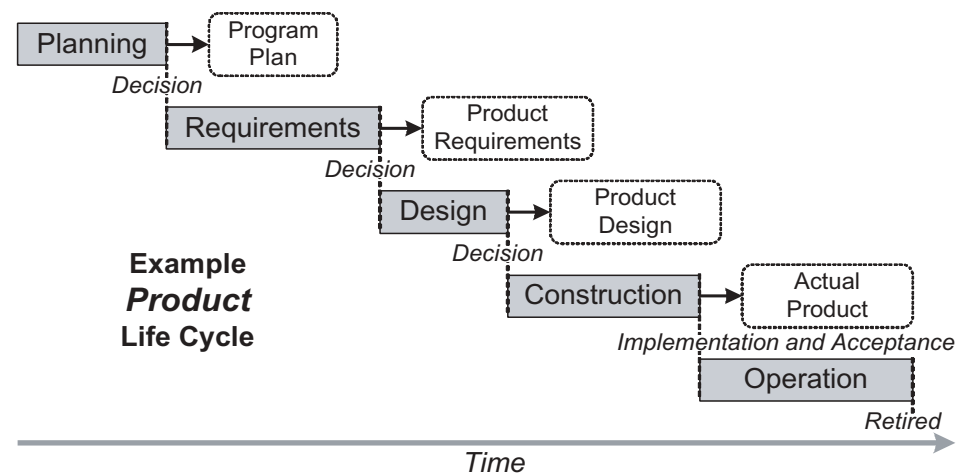 Planning
Program
Plan
Decision
Requirements
Product
Requirements
Decision
Design
Product
Design
Decision
Example
Product
Life Cycle
Construction
Actual
Product
Implementation and Acceptance
Operation
Retired
Time